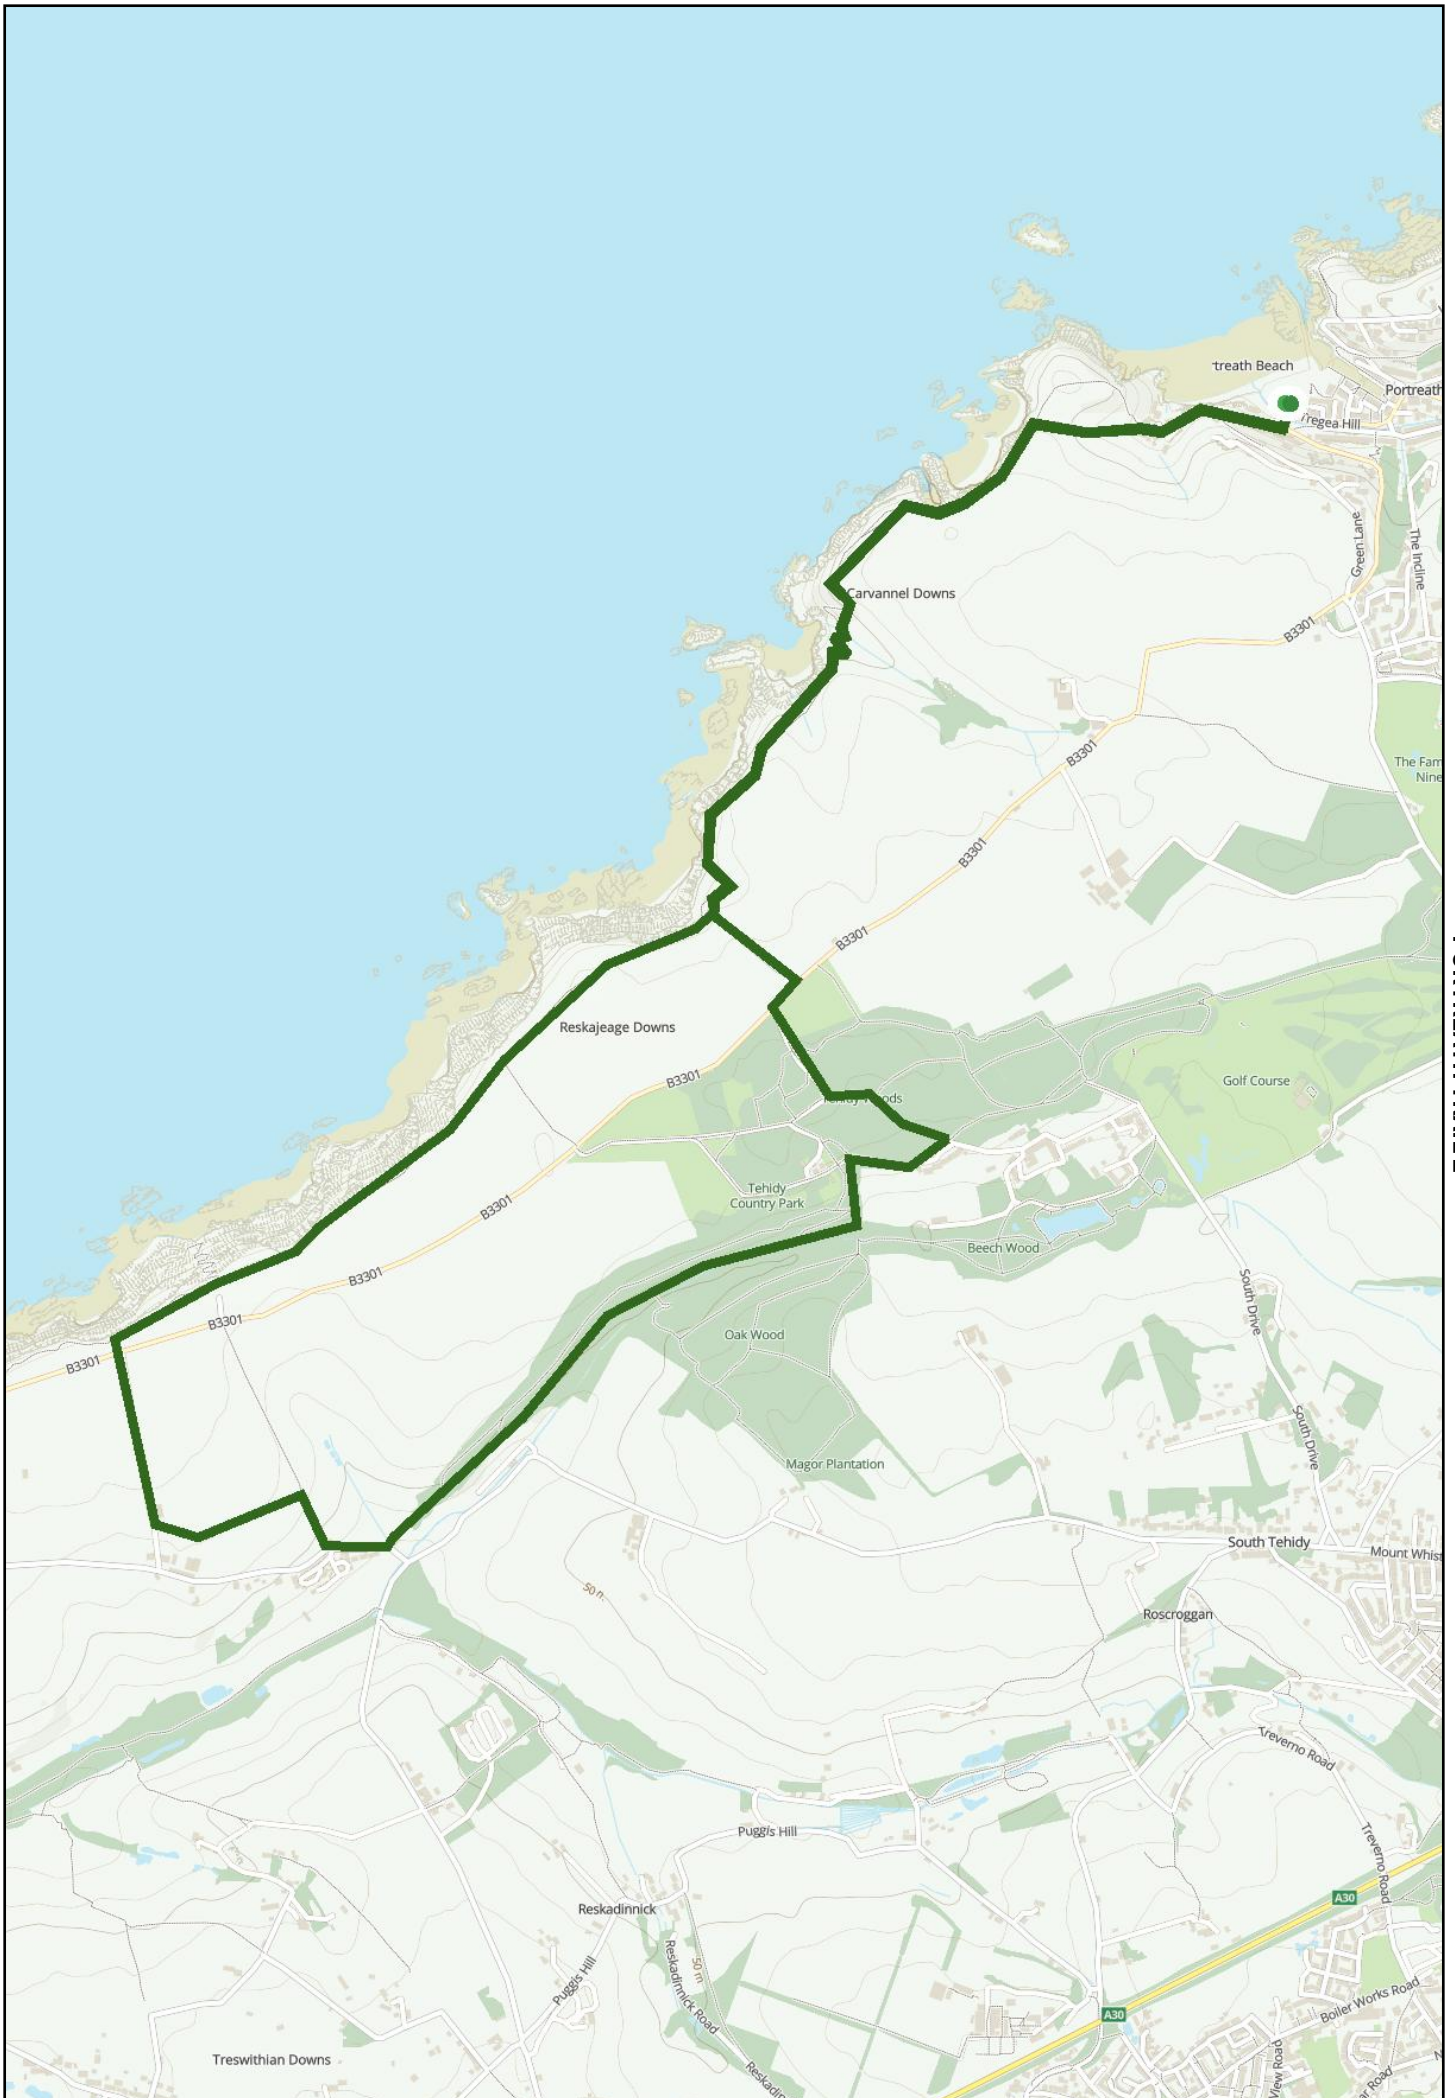 treath Beach
Portreath
Tregea Hill
Green Lane
The Incline
Carvannel Downs
B3301
B3301
The Fam
Nine
B3301
B3301
Reskajeage Downs
B3301
Golf Course
Tehidy
Country Park
B3301
Beech Wood
B3301
South Drive
B3301
Oak Wood
B3301
South Drive
Magor Plantation
South Tehidy
Mount Whist
50 m
Roscroggan
Treverno Road
Puggis Hill
Treverno Road
A30
Reskadinnick
Reskadinnick Road
50 m
Puggis Hill
Boiler Works Road
A30
Treswithian Downs
View Road
ar Road
Reskadin